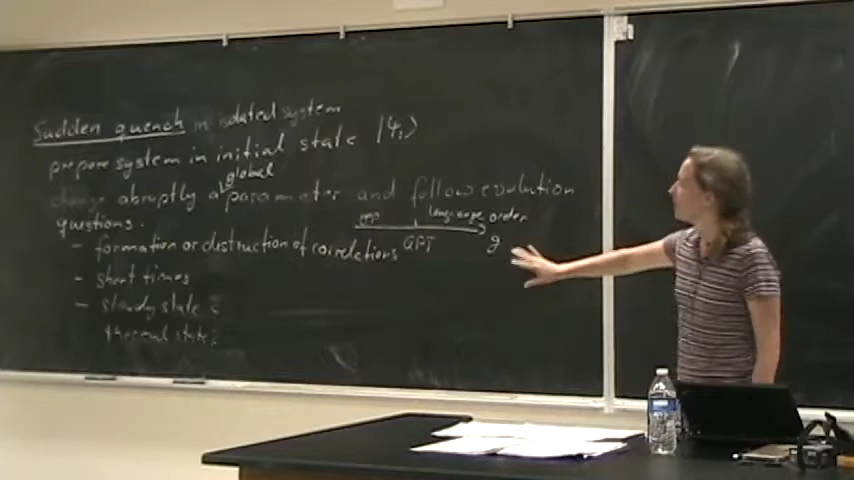 Sudden quench in isolated system
prepare system in initial state |ψi⟩
global
change abruptly a parameter and follow evolution
questions:
gap long-range order
- formation or destruction of correlations QPT g
- short times
- steady state?
thermal state?